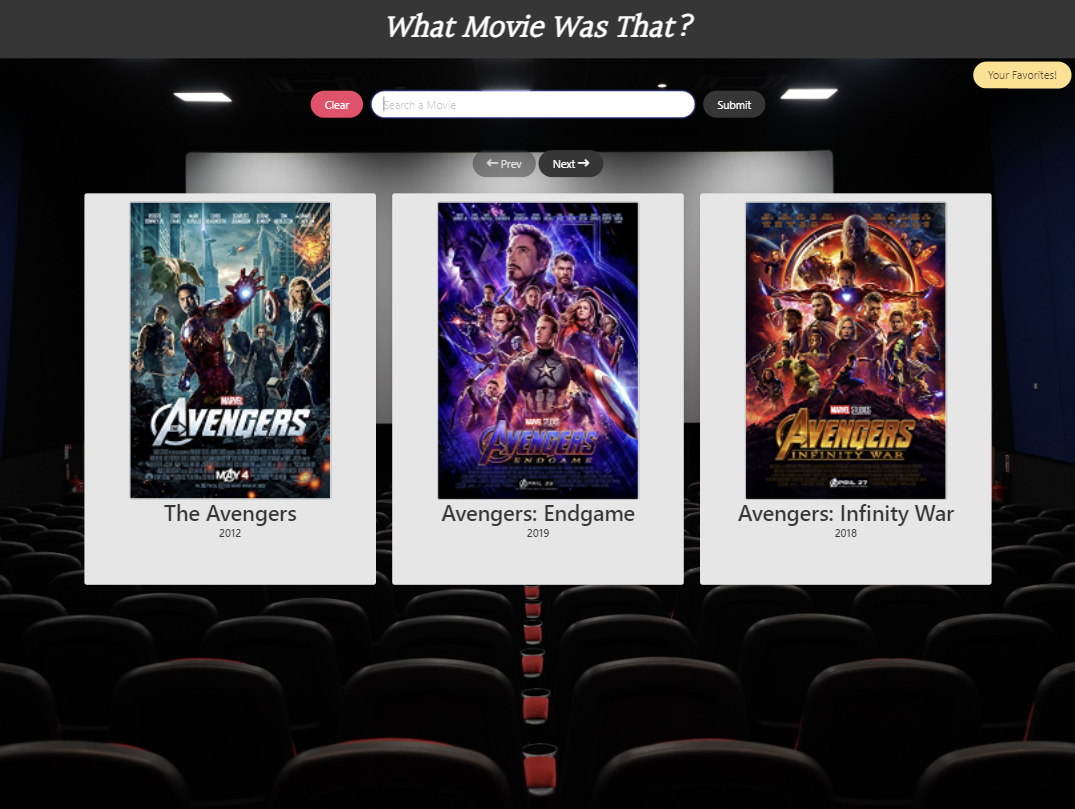 What Movie Was That?
Your Favorites!
Clear
Search a Movie
Submit
← Prev
Next →
MARVEL
THE AVENGERS
MAY 4
MARVEL STUDIOS
AVENGERS
ENDGAME
APRIL 26
MARVEL STUDIOS
AVENGERS
INFINITY WAR
APRIL 27
The Avengers
2012
Avengers: Endgame
2019
Avengers: Infinity War
2018